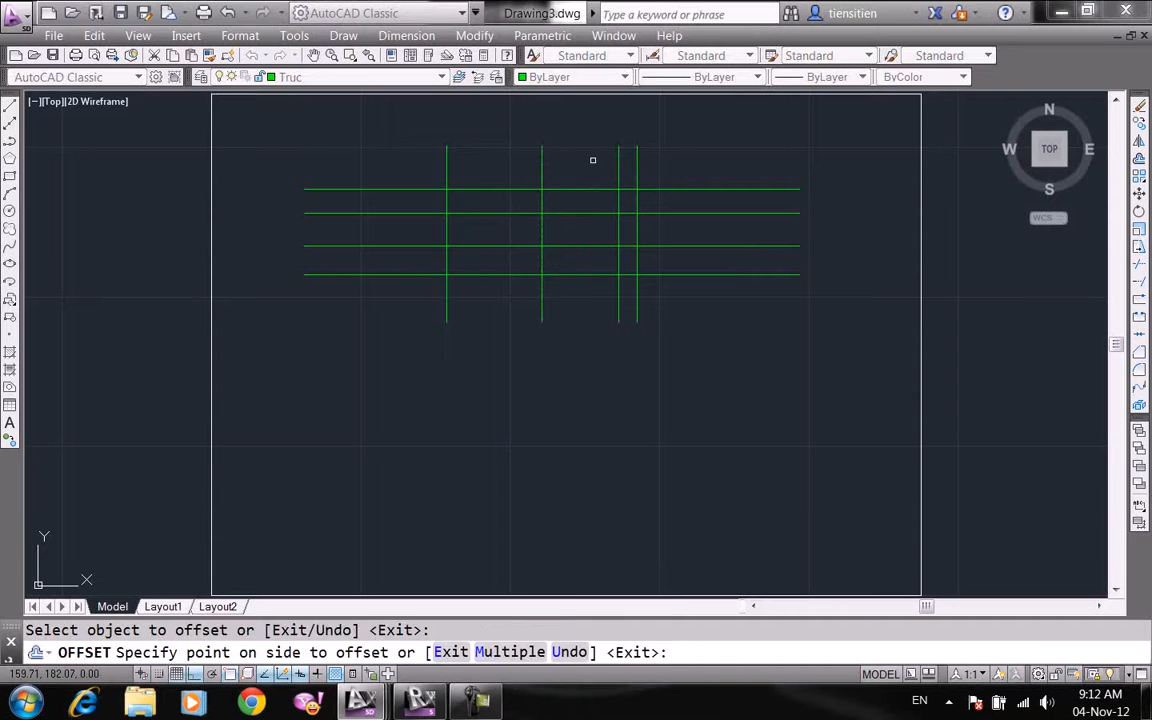 AutoCAD Classic
Drawing3.dwg
Type a keyword or phrase
tiensitien
SD
File Edit View Insert Format Tools Draw Dimension Modify Parametric Window Help
Standard Standard Standard Standard
AutoCAD Classic Truc ByLayer ByLayer ByLayer ByColor
[−][Top][2D Wireframe]
N
W TOP E
S
WCS
Y
X
Model Layout1 Layout2
Select object to offset or [Exit/Undo] <Exit>:
OFFSET Specify point on side to offset or [Exit Multiple Undo] <Exit>:
159.71, 182.07, 0.00 MODEL 1:1
EN 9:12 AM
04-Nov-12